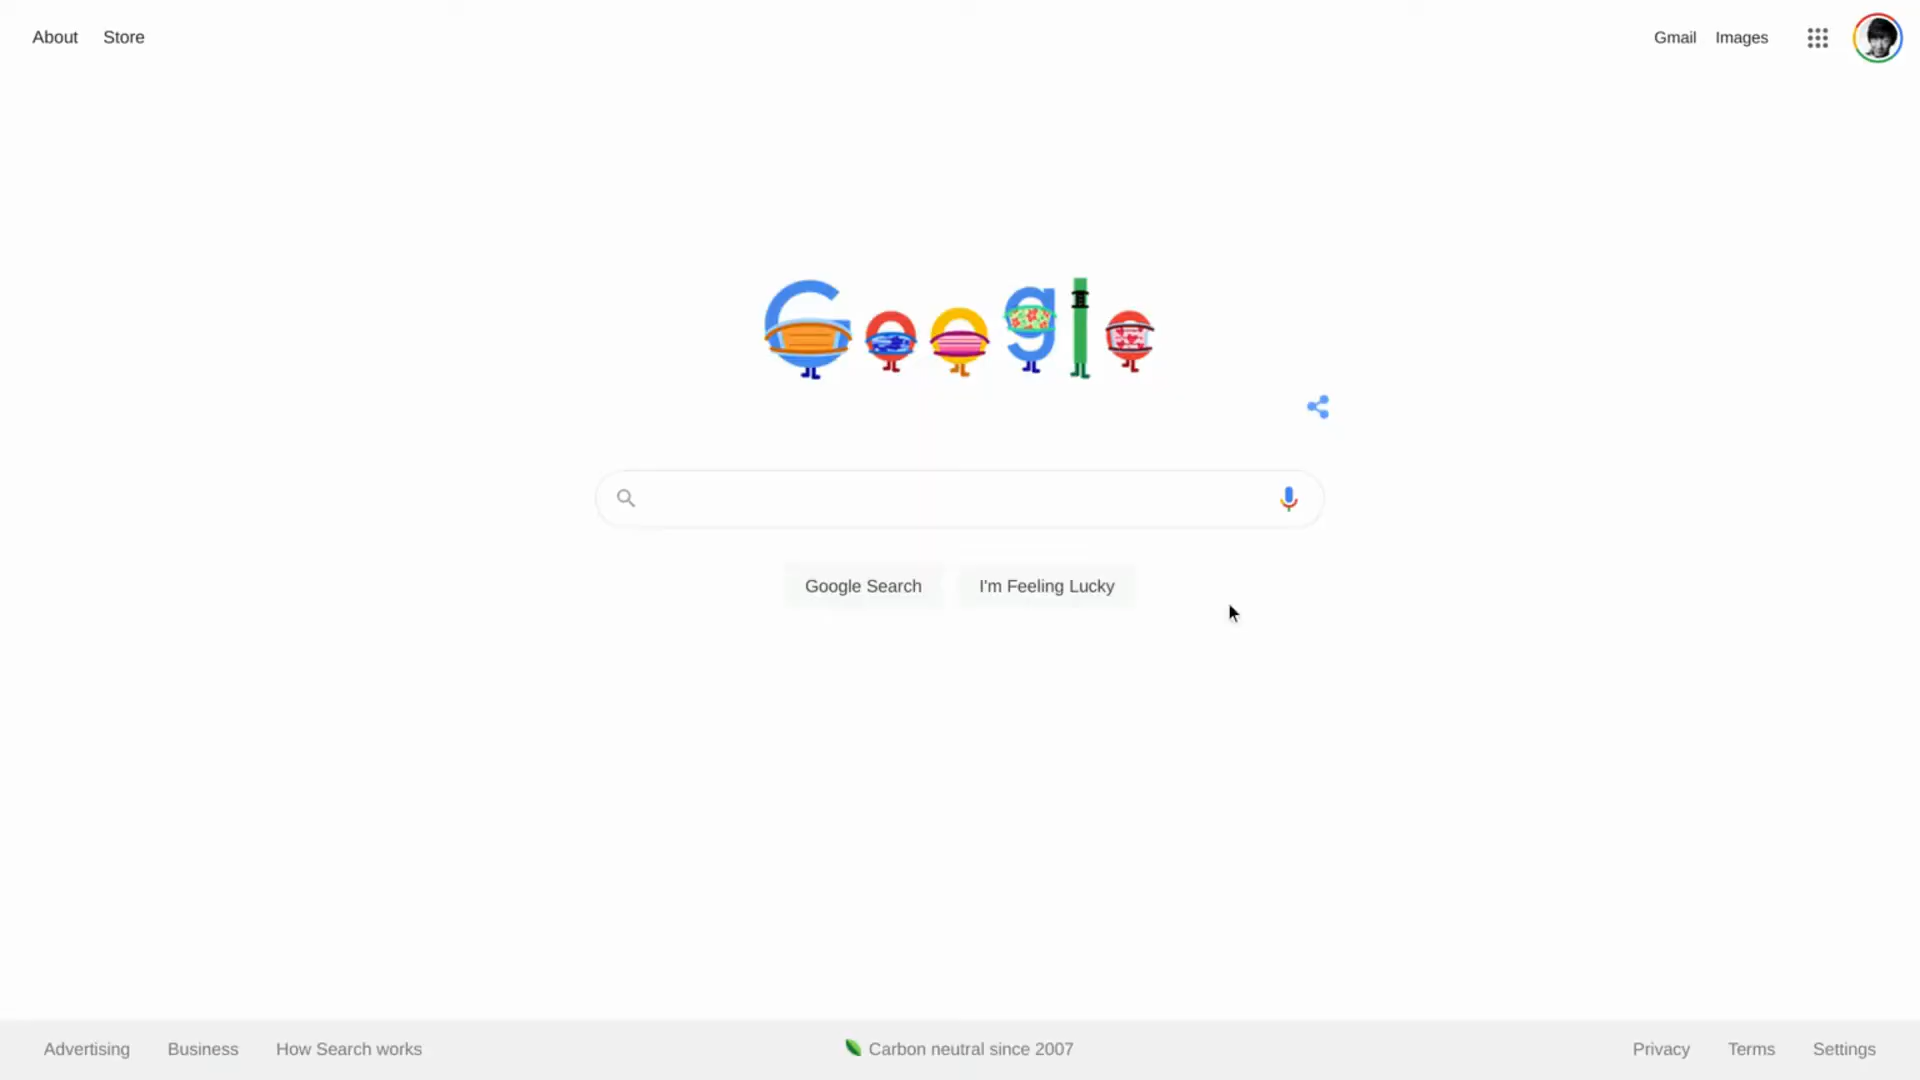 About Store
Gmail Images
Google
Google Search I'm Feeling Lucky
Advertising Business How Search works
Carbon neutral since 2007
Privacy Terms Settings